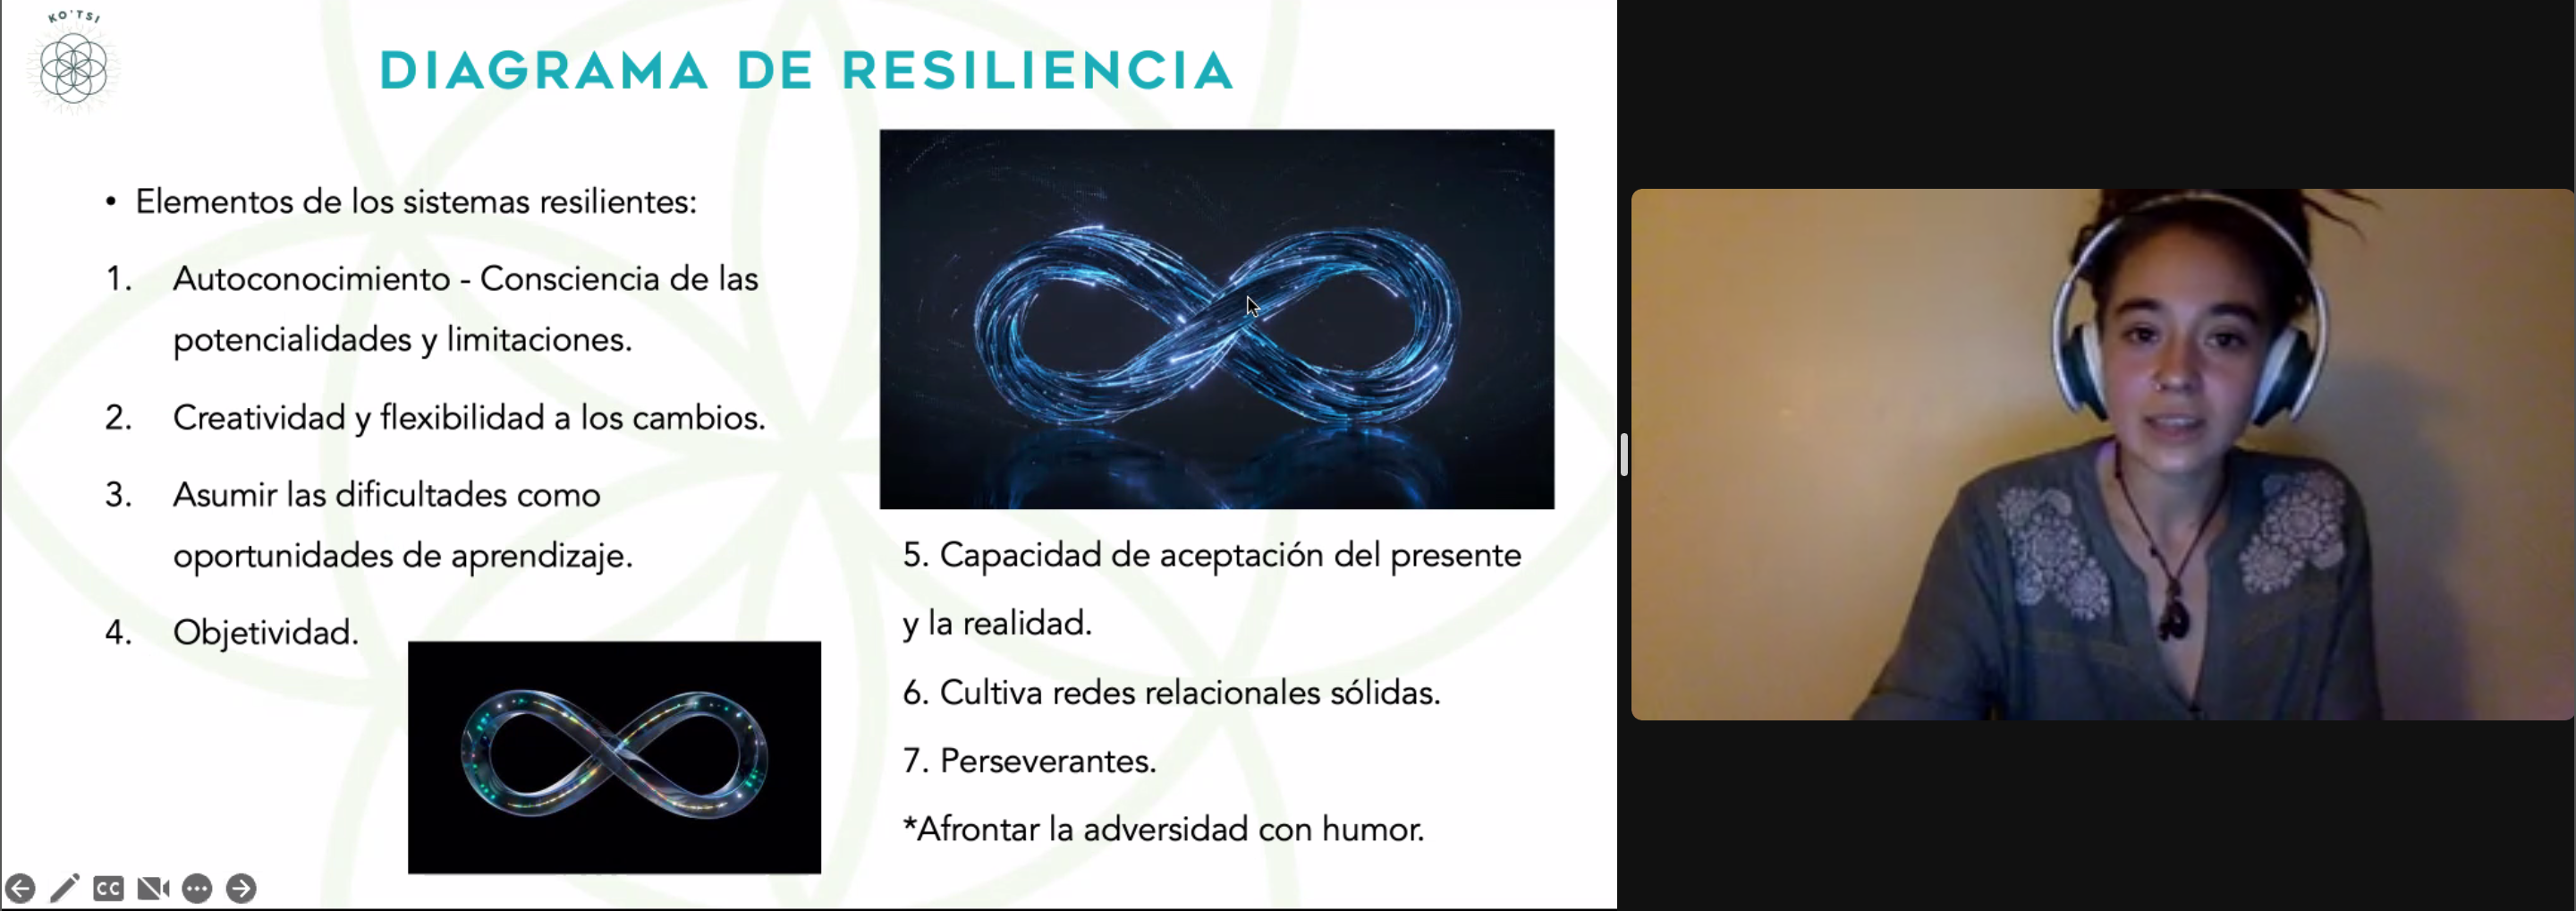 KO'TSI
DIAGRAMA DE RESILIENCIA
• Elementos de los sistemas resilientes:
1. Autoconocimiento - Consciencia de las
potencialidades y limitaciones.
2. Creatividad y flexibilidad a los cambios.
3. Asumir las dificultades como
oportunidades de aprendizaje.
4. Objetividad.
5. Capacidad de aceptación del presente
y la realidad.
6. Cultiva redes relacionales sólidas.
7. Perseverantes.
*Afrontar la adversidad con humor.
CC